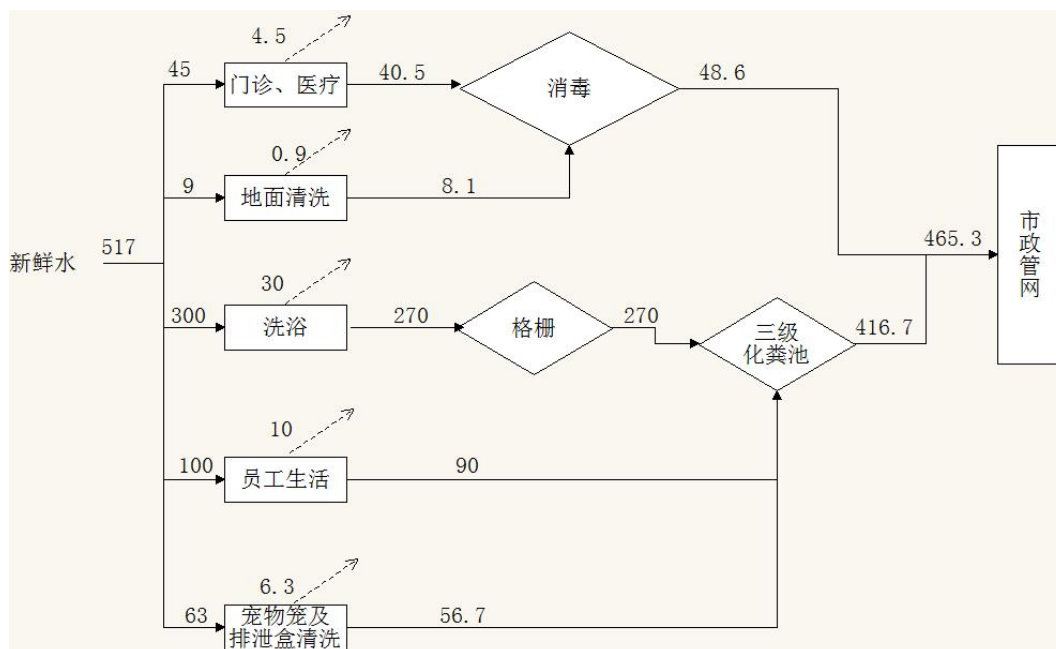 4.5
45
门诊、医疗
40.5
消毒
48.6
0.9
9
地面清洗
8.1
新鲜水
517
465.3
市政管网
30
300
洗浴
270
格栅
270
三级
化粪池
416.7
10
100
员工生活
90
6.3
63
宠物笼及
排泄盒清洗
56.7